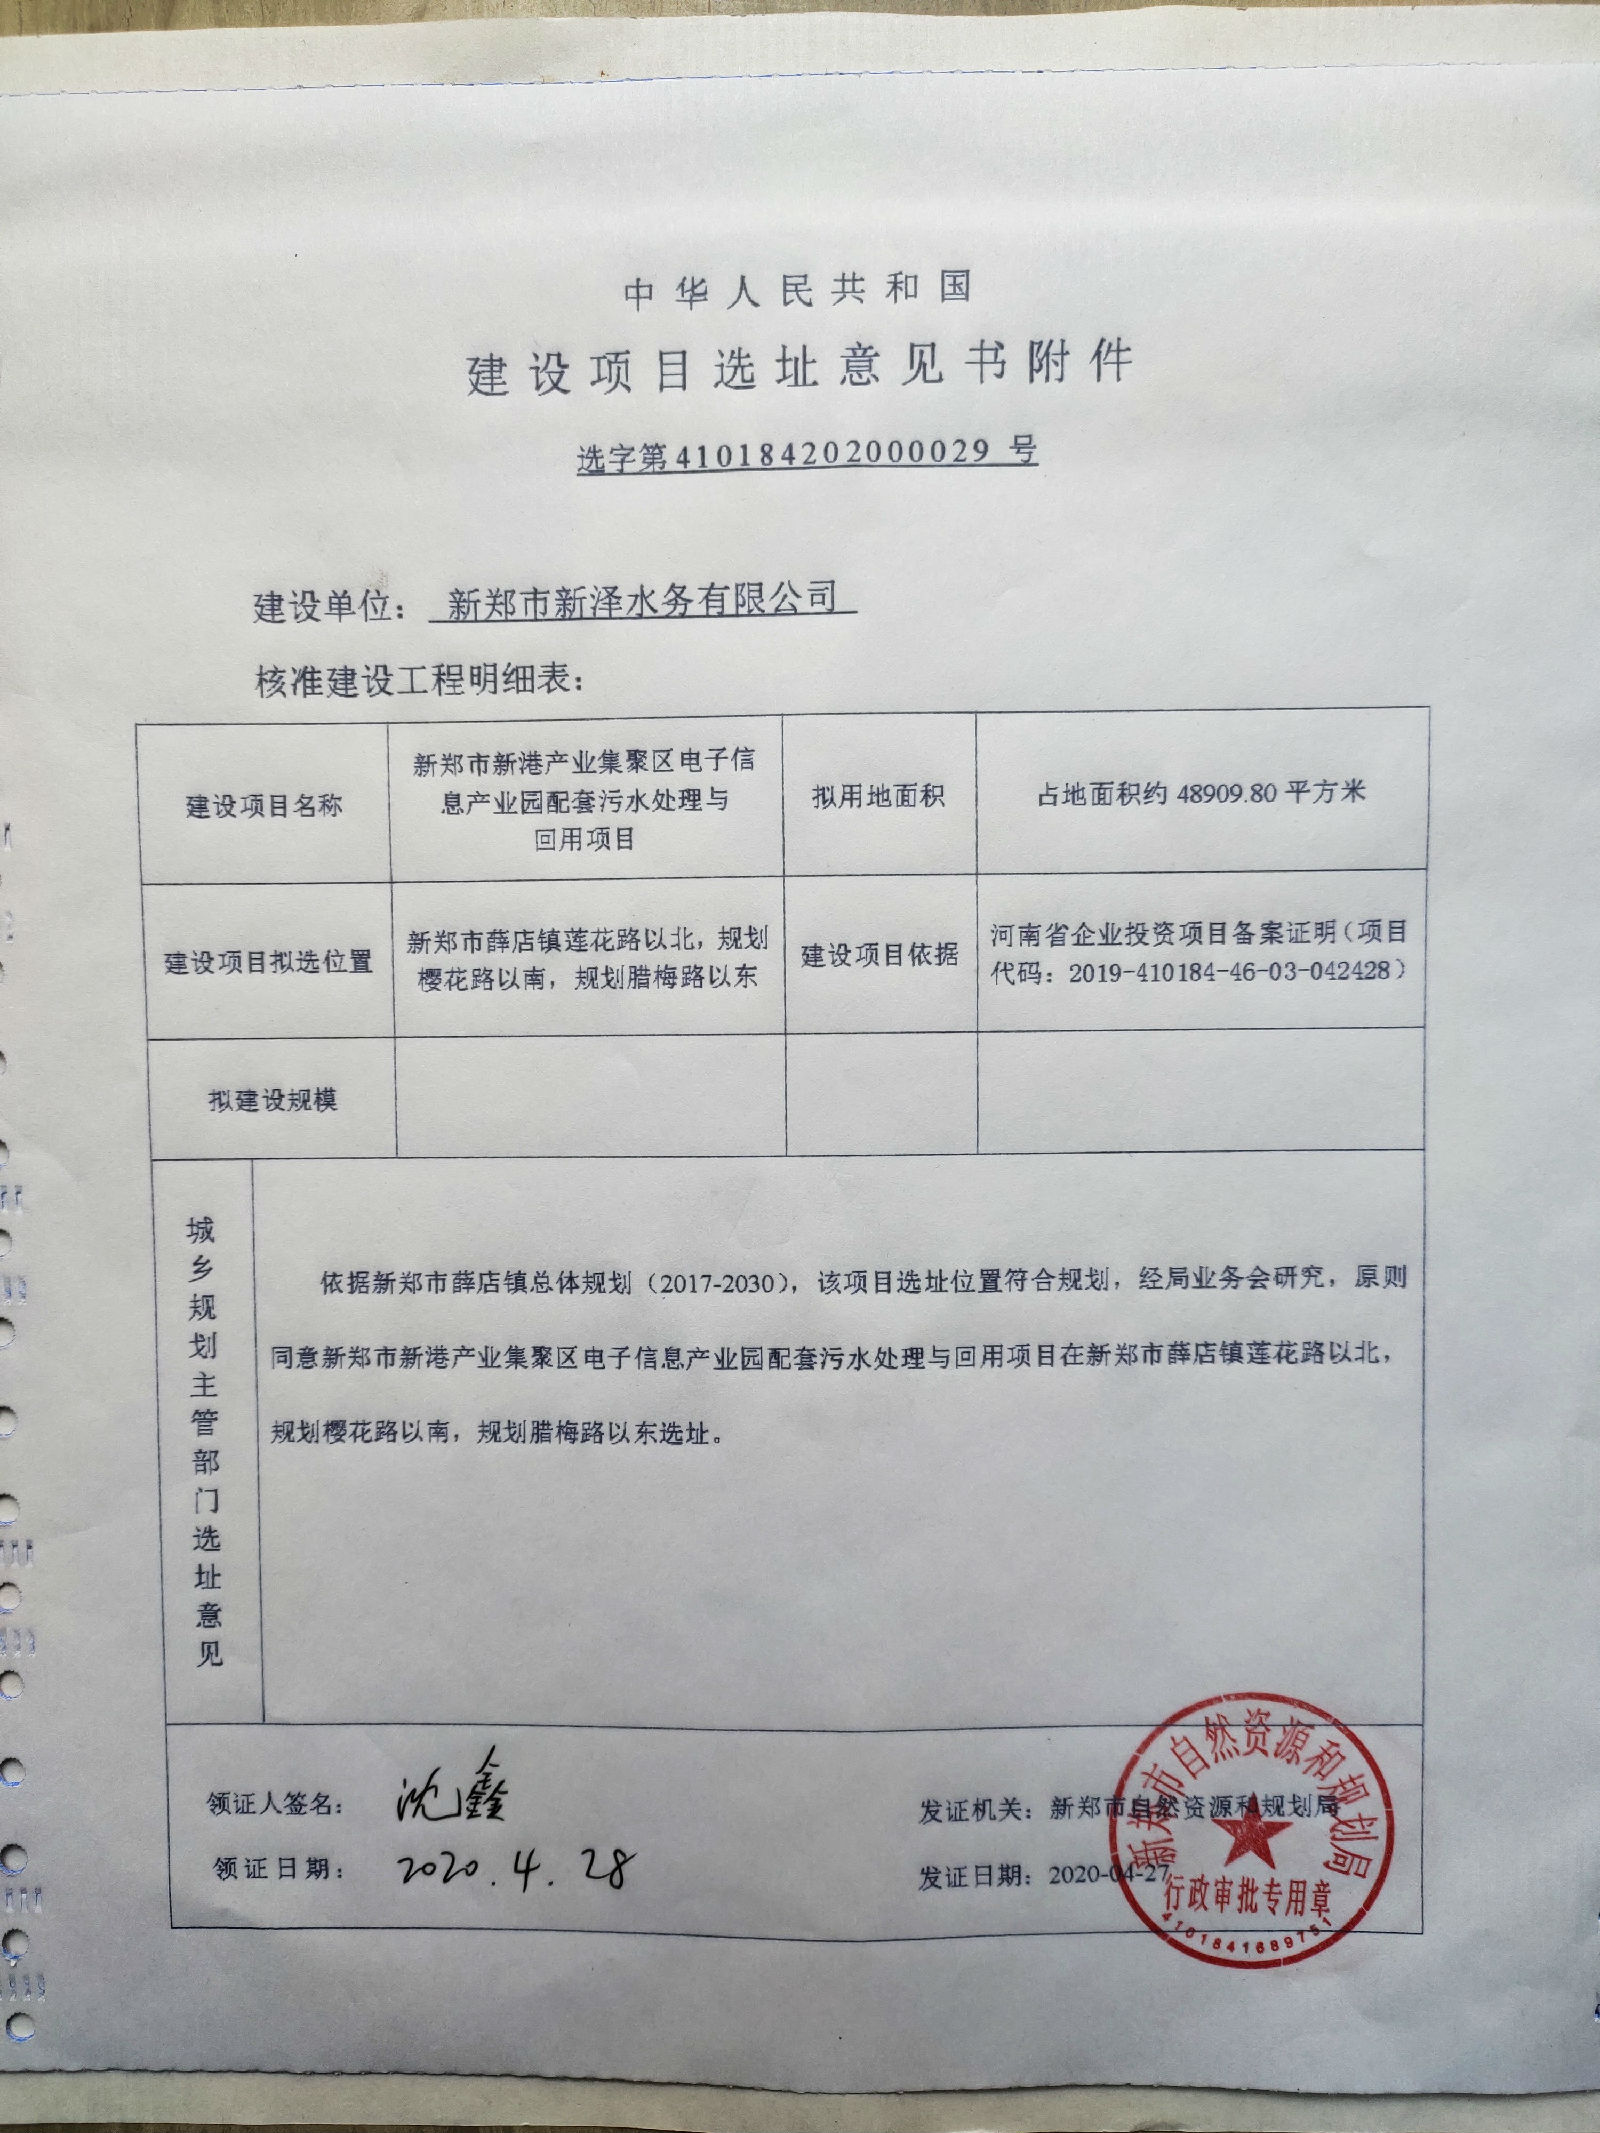 中华人民共和国
建设项目选址意见书附件
选字第410184202000029 号
建设单位： 新郑市新泽水务有限公司
核准建设工程明细表：
建设项目名称
新郑市新港产业集聚区电子信
息产业园配套污水处理与
回用项目
拟用地面积
占地面积约 48909.80 平方米
建设项目拟选位置
新郑市薛店镇莲花路以北，规划
樱花路以南，规划腊梅路以东
建设项目依据
河南省企业投资项目备案证明（项目
代码：2019-410184-46-03-042428）
拟建设规模
城乡规划主管部门选址意见
依据新郑市薛店镇总体规划（2017-2030），该项目选址位置符合规划，经局业务会研究，原则
同意新郑市新港产业集聚区电子信息产业园配套污水处理与回用项目在新郑市薛店镇莲花路以北，
规划樱花路以南，规划腊梅路以东选址。
领证人签名： 沈鑫
领证日期： 2020.4.28
发证机关：新郑市自然资源和规划局
发证日期：2020-04-27
新郑市自然资源和规划局
行政审批专用章
4101841689751